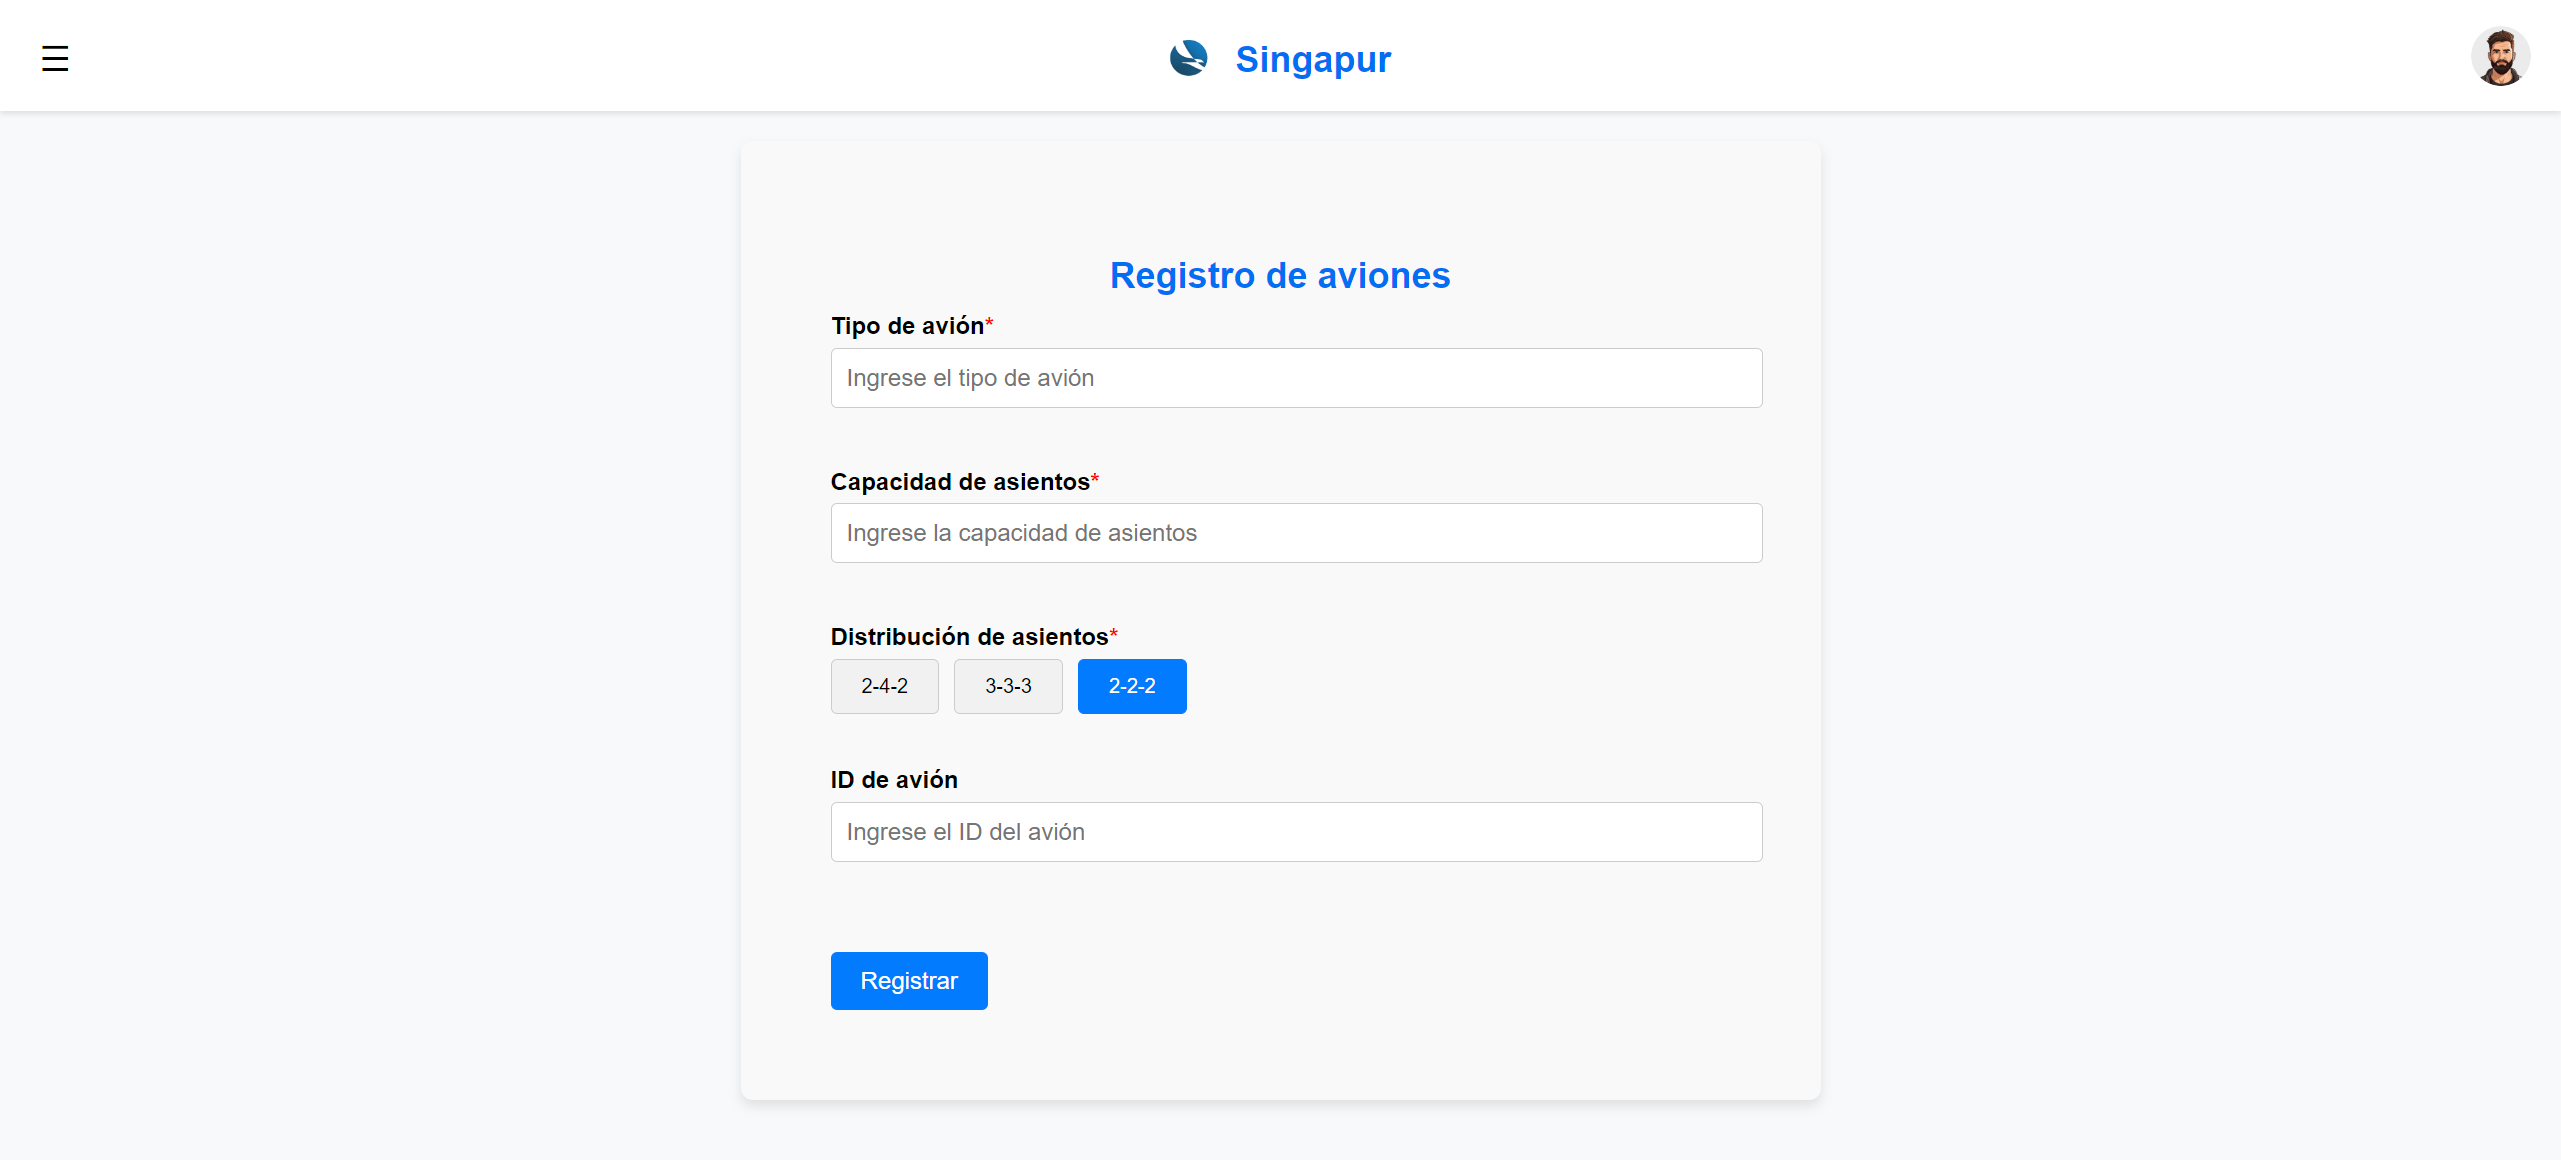 Singapur
Registro de aviones
Tipo de avión*
Ingrese el tipo de avión
Capacidad de asientos*
Ingrese la capacidad de asientos
Distribución de asientos*
2-4-2 3-3-3 2-2-2
ID de avión
Ingrese el ID del avión
Registrar